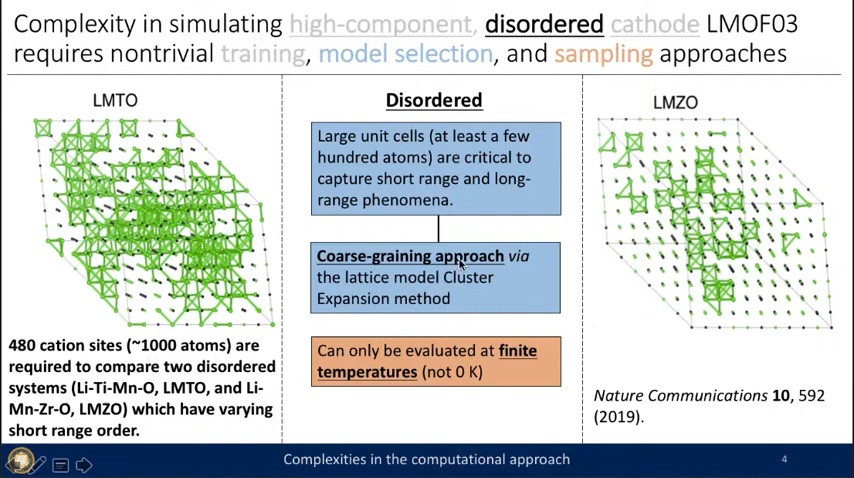 Complexity in simulating high-component, disordered cathode LMOF03
requires nontrivial training, model selection, and sampling approaches
LMTO
480 cation sites (~1000 atoms) are
required to compare two disordered
systems (Li-Ti-Mn-O, LMTO, and Li-
Mn-Zr-O, LMZO) which have varying
short range order.
Disordered
Large unit cells (at least a few
hundred atoms) are critical to
capture short range and long-
range phenomena.
Coarse-graining approach via
the lattice model Cluster
Expansion method
Can only be evaluated at finite
temperatures (not 0 K)
LMZO
Nature Communications 10, 592
(2019).
Complexities in the computational approach
4